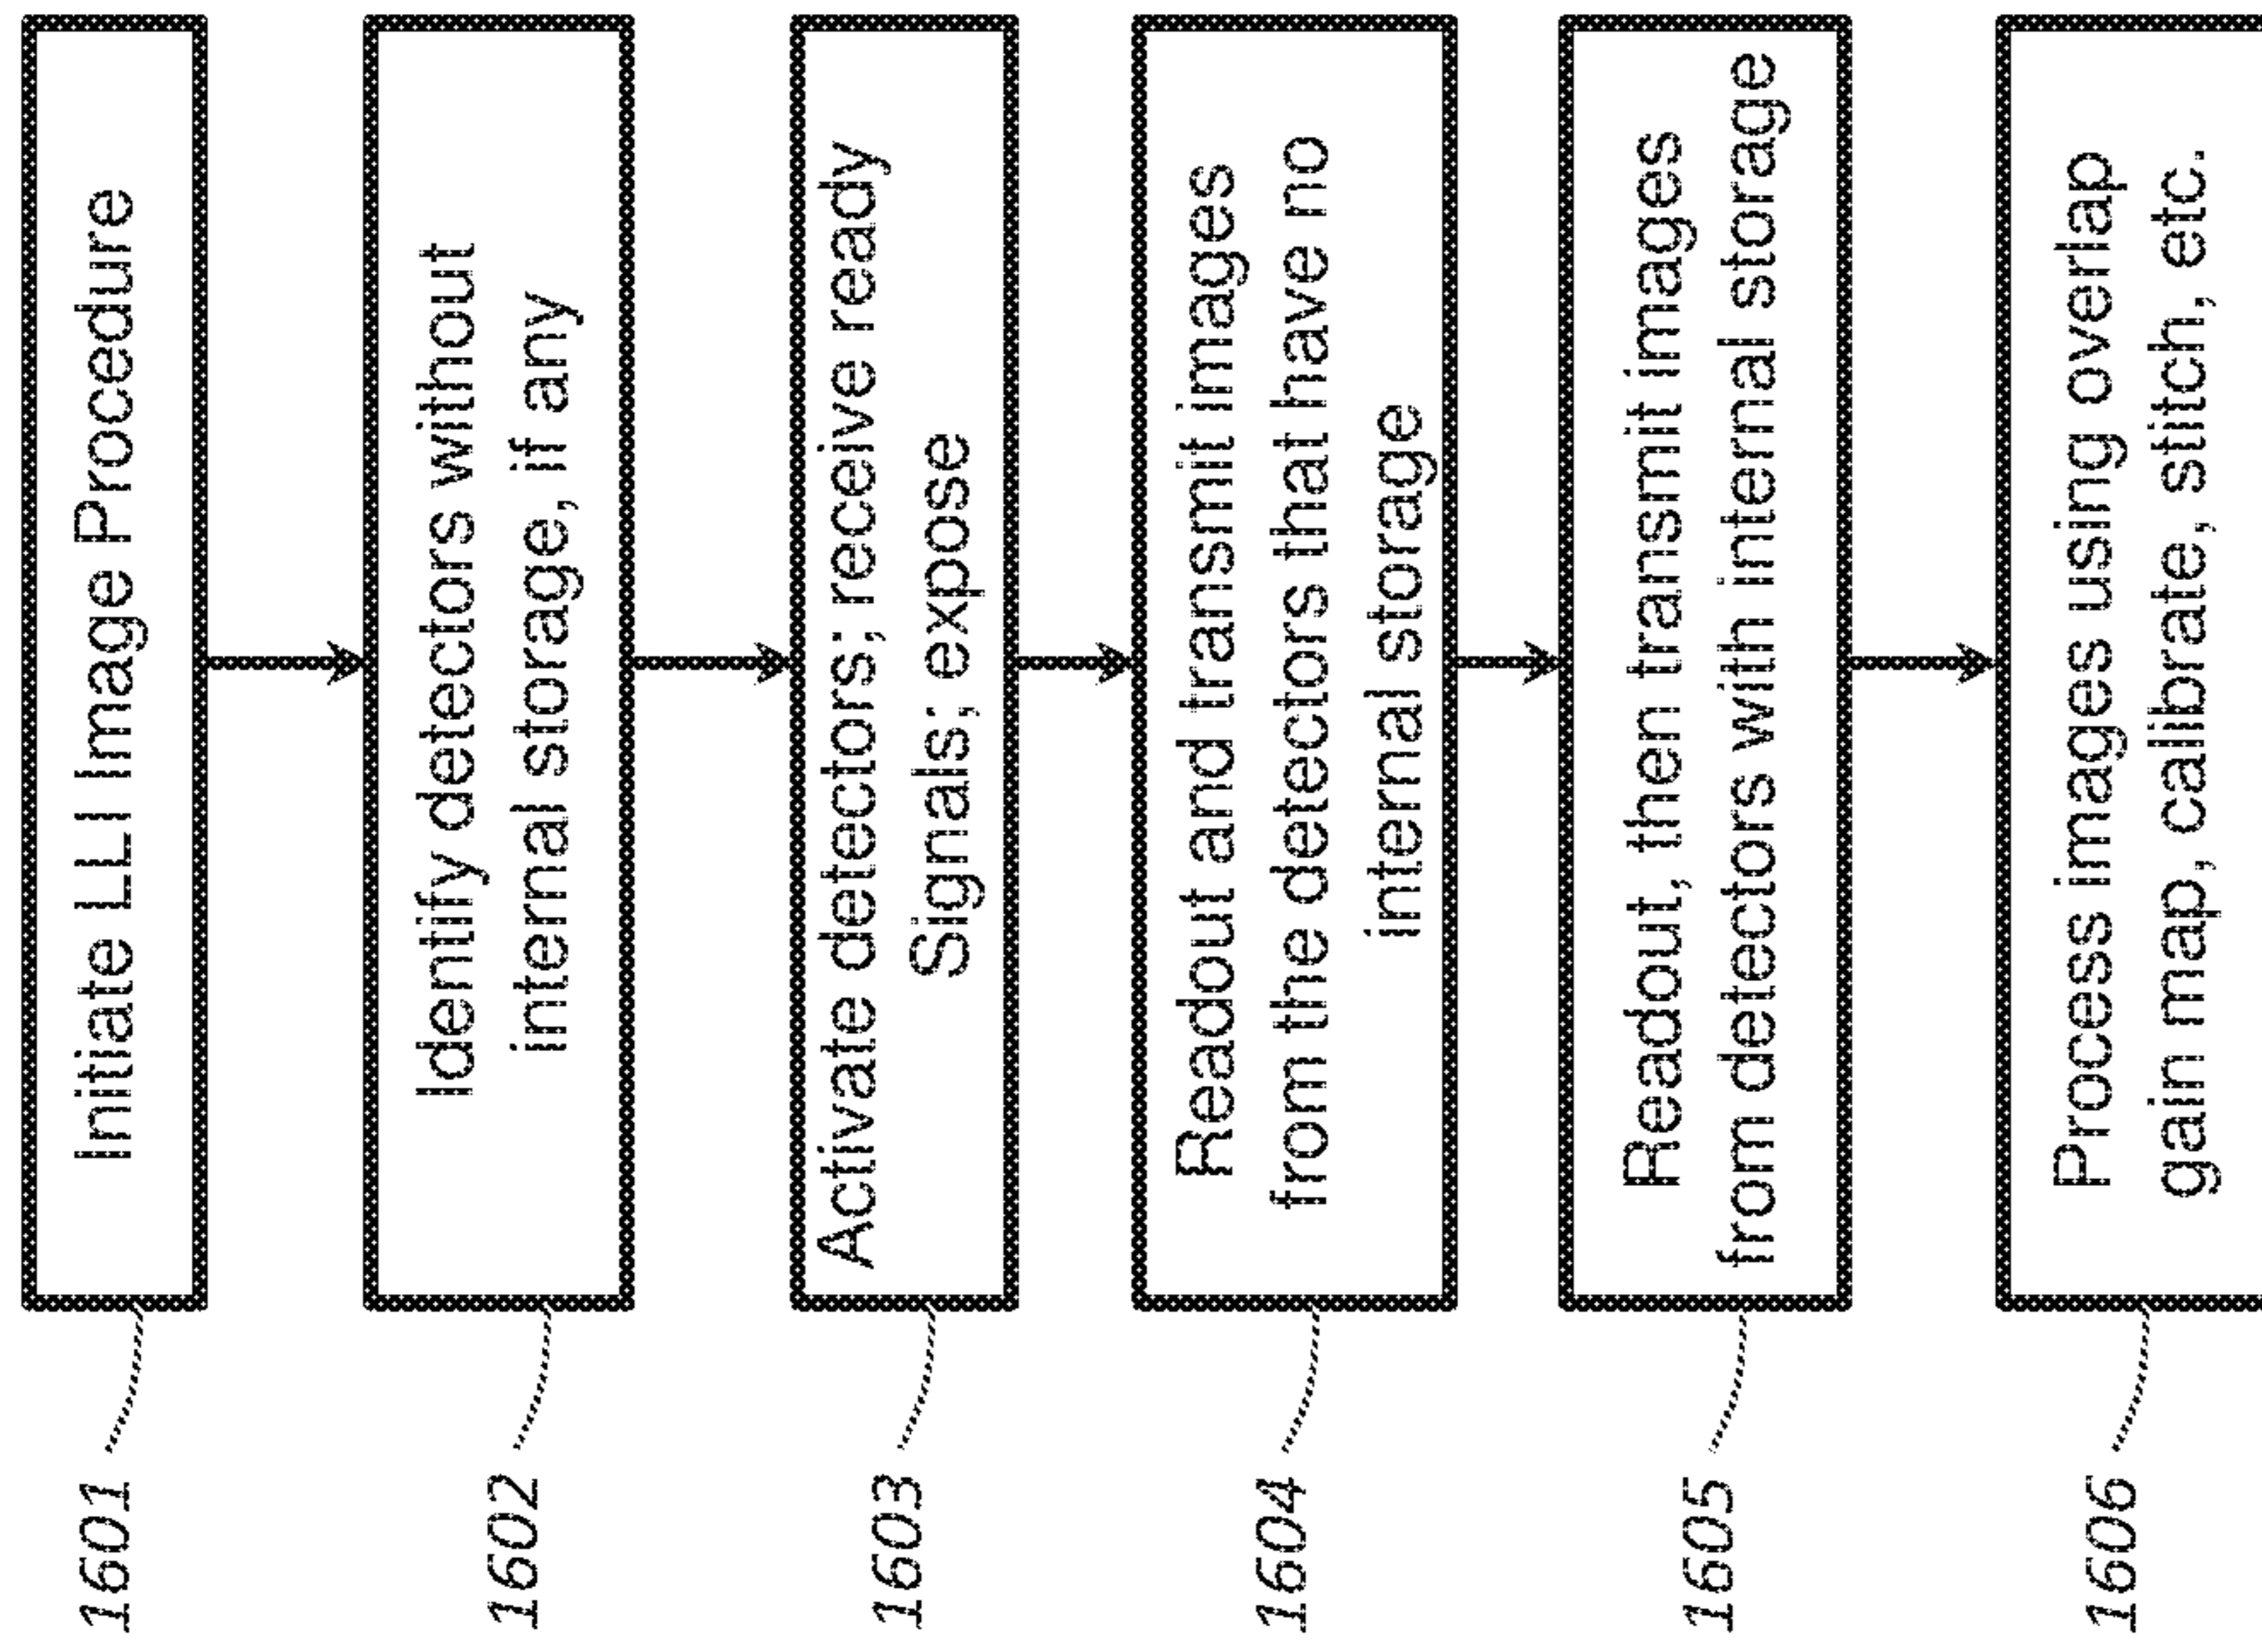 1601
Initiate LLI Image Procedure
1602
Identify detectors without
internal storage, if any
1603
Activate detectors; receive ready
Signals; expose
1604
Readout and transmit images
from the detectors that have no
internal storage
1605
Readout, then transmit images
from detectors with internal storage
1606
Process images using overlap
gain map, calibrate, stitch, etc.